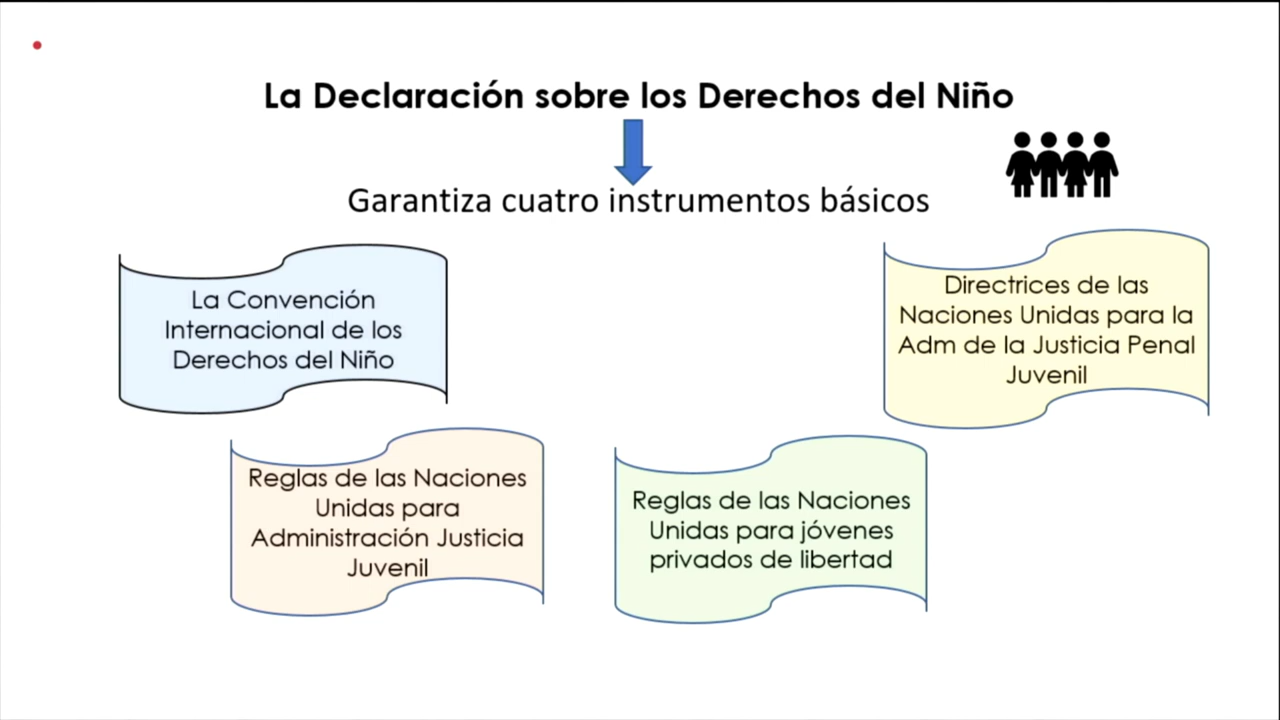 La Declaración sobre los Derechos del Niño
Garantiza cuatro instrumentos básicos
La Convención
Internacional de los
Derechos del Niño
Directrices de las
Naciones Unidas para la
Adm de la Justicia Penal
Juvenil
Reglas de las Naciones
Unidas para
Administración Justicia
Juvenil
Reglas de las Naciones
Unidas para jóvenes
privados de libertad